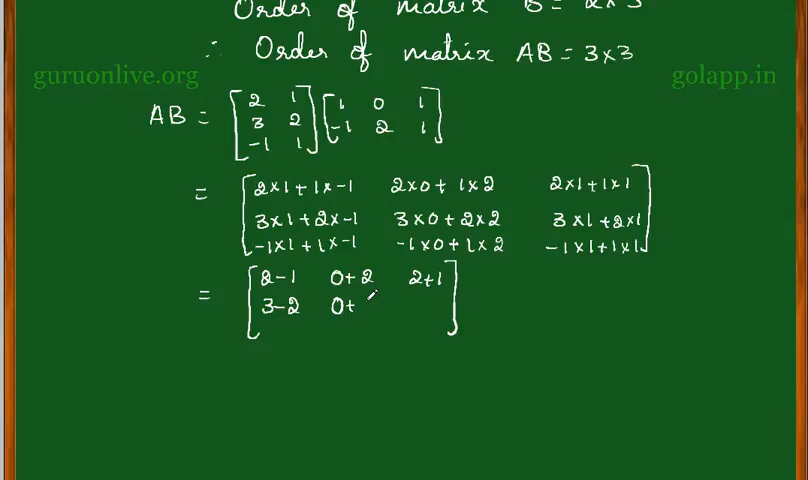 Order of matrix B = 2 × 3
∴ Order of matrix AB = 3 × 3
guruonlive.org golapp.in
AB = [2 1] [1 0 1]
[3 2] [-1 2 1]
[-1 1]
= [2×1+1×-1 2×0+1×2 2×1+1×1]
[3×1+2×-1 3×0+2×2 3×1+2×1]
[-1×1+1×-1 -1×0+1×2 -1×1+1×1]
= [2-1 0+2 2+1]
[3-2 0+